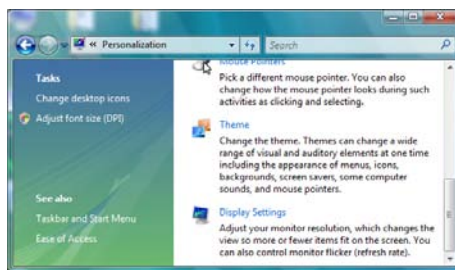 « Personalization
Search
Tasks
Change desktop icons
Adjust font size (DPI)
See also
Taskbar and Start Menu
Ease of Access
Mouse Pointers
Pick a different mouse pointer. You can also
change how the mouse pointer looks during such
activities as clicking and selecting.
Theme
Change the theme. Themes can change a wide
range of visual and auditory elements at one time
including the appearance of menus, icons,
backgrounds, screen savers, some computer
sounds, and mouse pointers.
Display Settings
Adjust your monitor resolution, which changes the
view so more or fewer items fit on the screen. You
can also control monitor flicker (refresh rate).